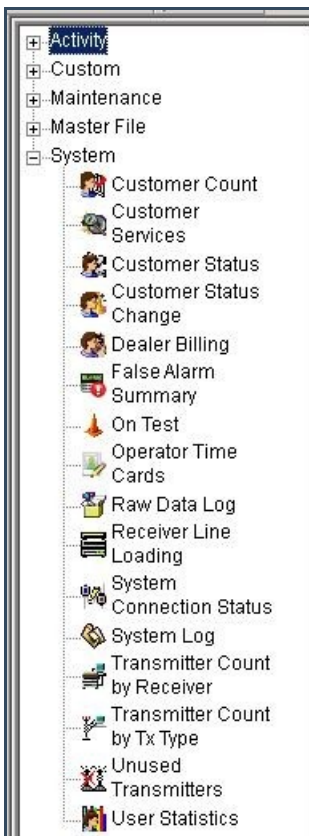 Activity
Custom
Maintenance
Master File
System
Customer Count
Customer
Services
Customer Status
Customer Status
Change
Dealer Billing
False Alarm
Summary
On Test
Operator Time
Cards
Raw Data Log
Receiver Line
Loading
System
Connection Status
System Log
Transmitter Count
by Receiver
Transmitter Count
by Tx Type
Unused
Transmitters
User Statistics